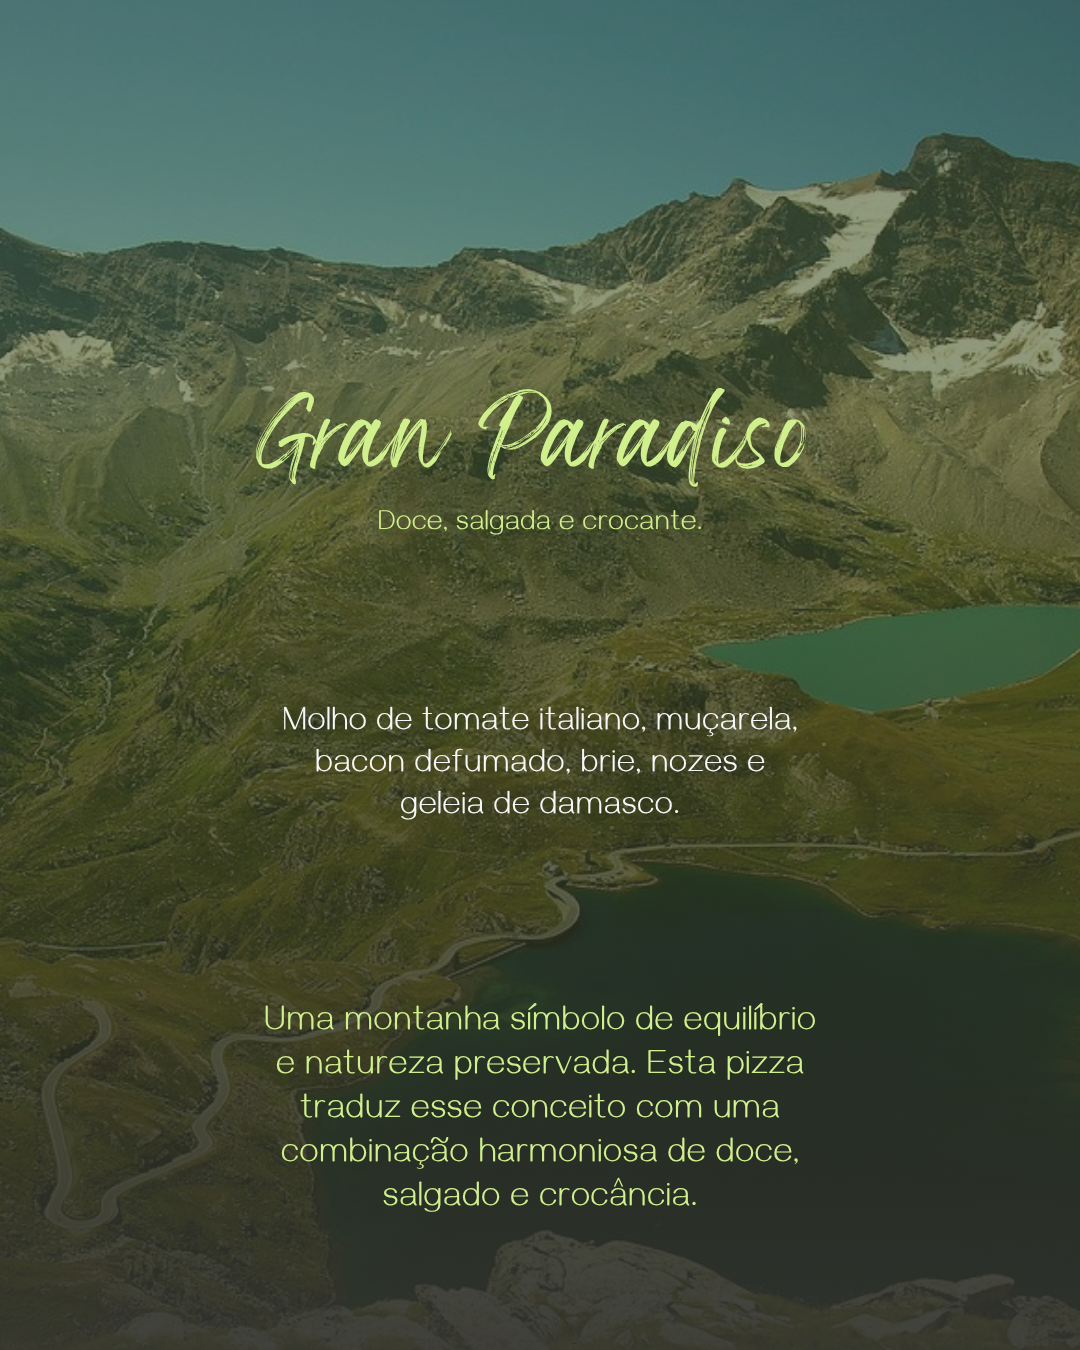 Gran Paradiso
Doce, salgada e crocante.
Molho de tomate italiano, muçarela,
bacon defumado, brie, nozes e
geleia de damasco.
Uma montanha símbolo de equilíbrio
e natureza preservada. Esta pizza
traduz esse conceito com uma
combinação harmoniosa de doce,
salgado e crocância.